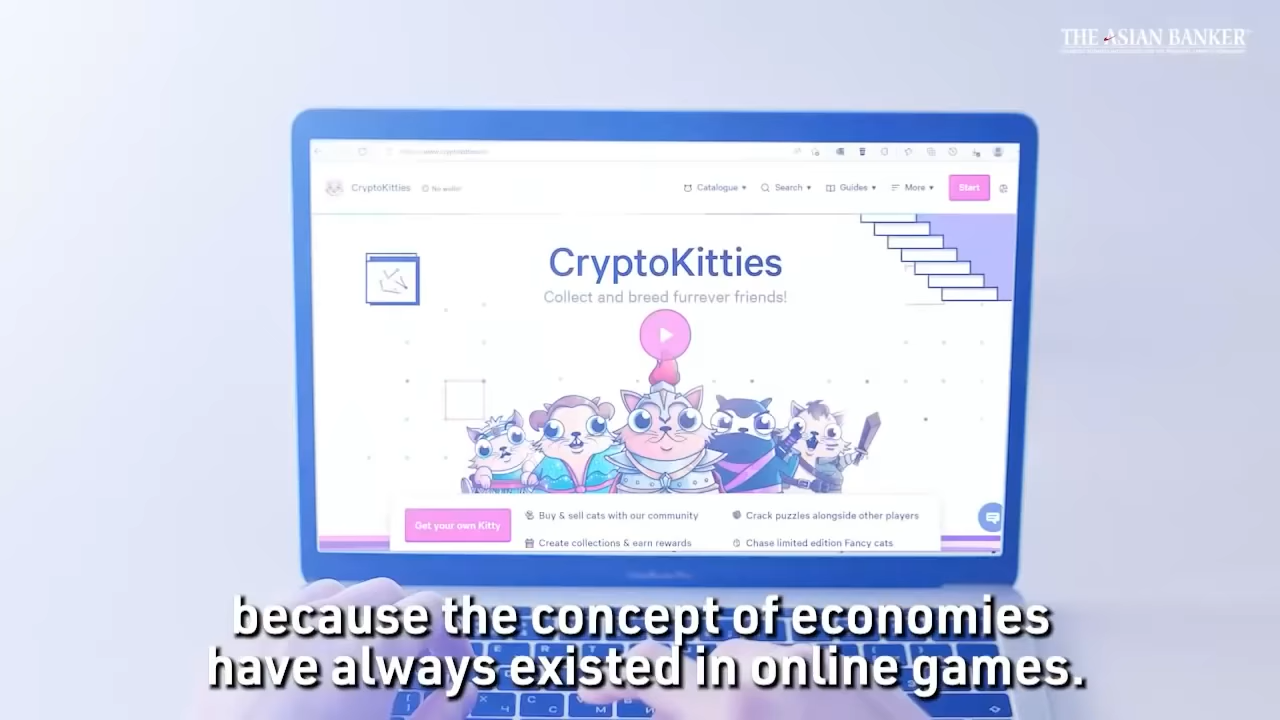 THE ASIAN BANKER
CryptoKitties
No wallet
Catalogue
Search
Guides
More
Start
CryptoKitties
Collect and breed furrever friends!
Get your own Kitty
Buy & sell cats with our community
Crack puzzles alongside other players
Create collections & earn rewards
Chase limited edition Fancy cats
because the concept of economies
have always existed in online games.